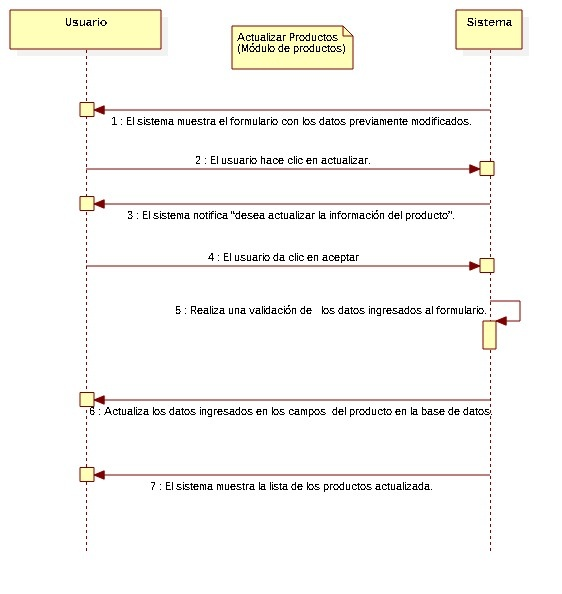 Usuario
Actualizar Productos
(Módulo de productos)
Sistema
1 : El sistema muestra el formulario con los datos previamente modificados.
2 : El usuario hace clic en actualizar.
3 : El sistema notifica "desea actualizar la información del producto".
4 : El usuario da clic en aceptar
5 : Realiza una validación de   los datos ingresados al formulario.
6 : Actualiza los datos ingresados en los campos  del producto en la base de datos
7 : El sistema muestra la lista de los productos actualizada.